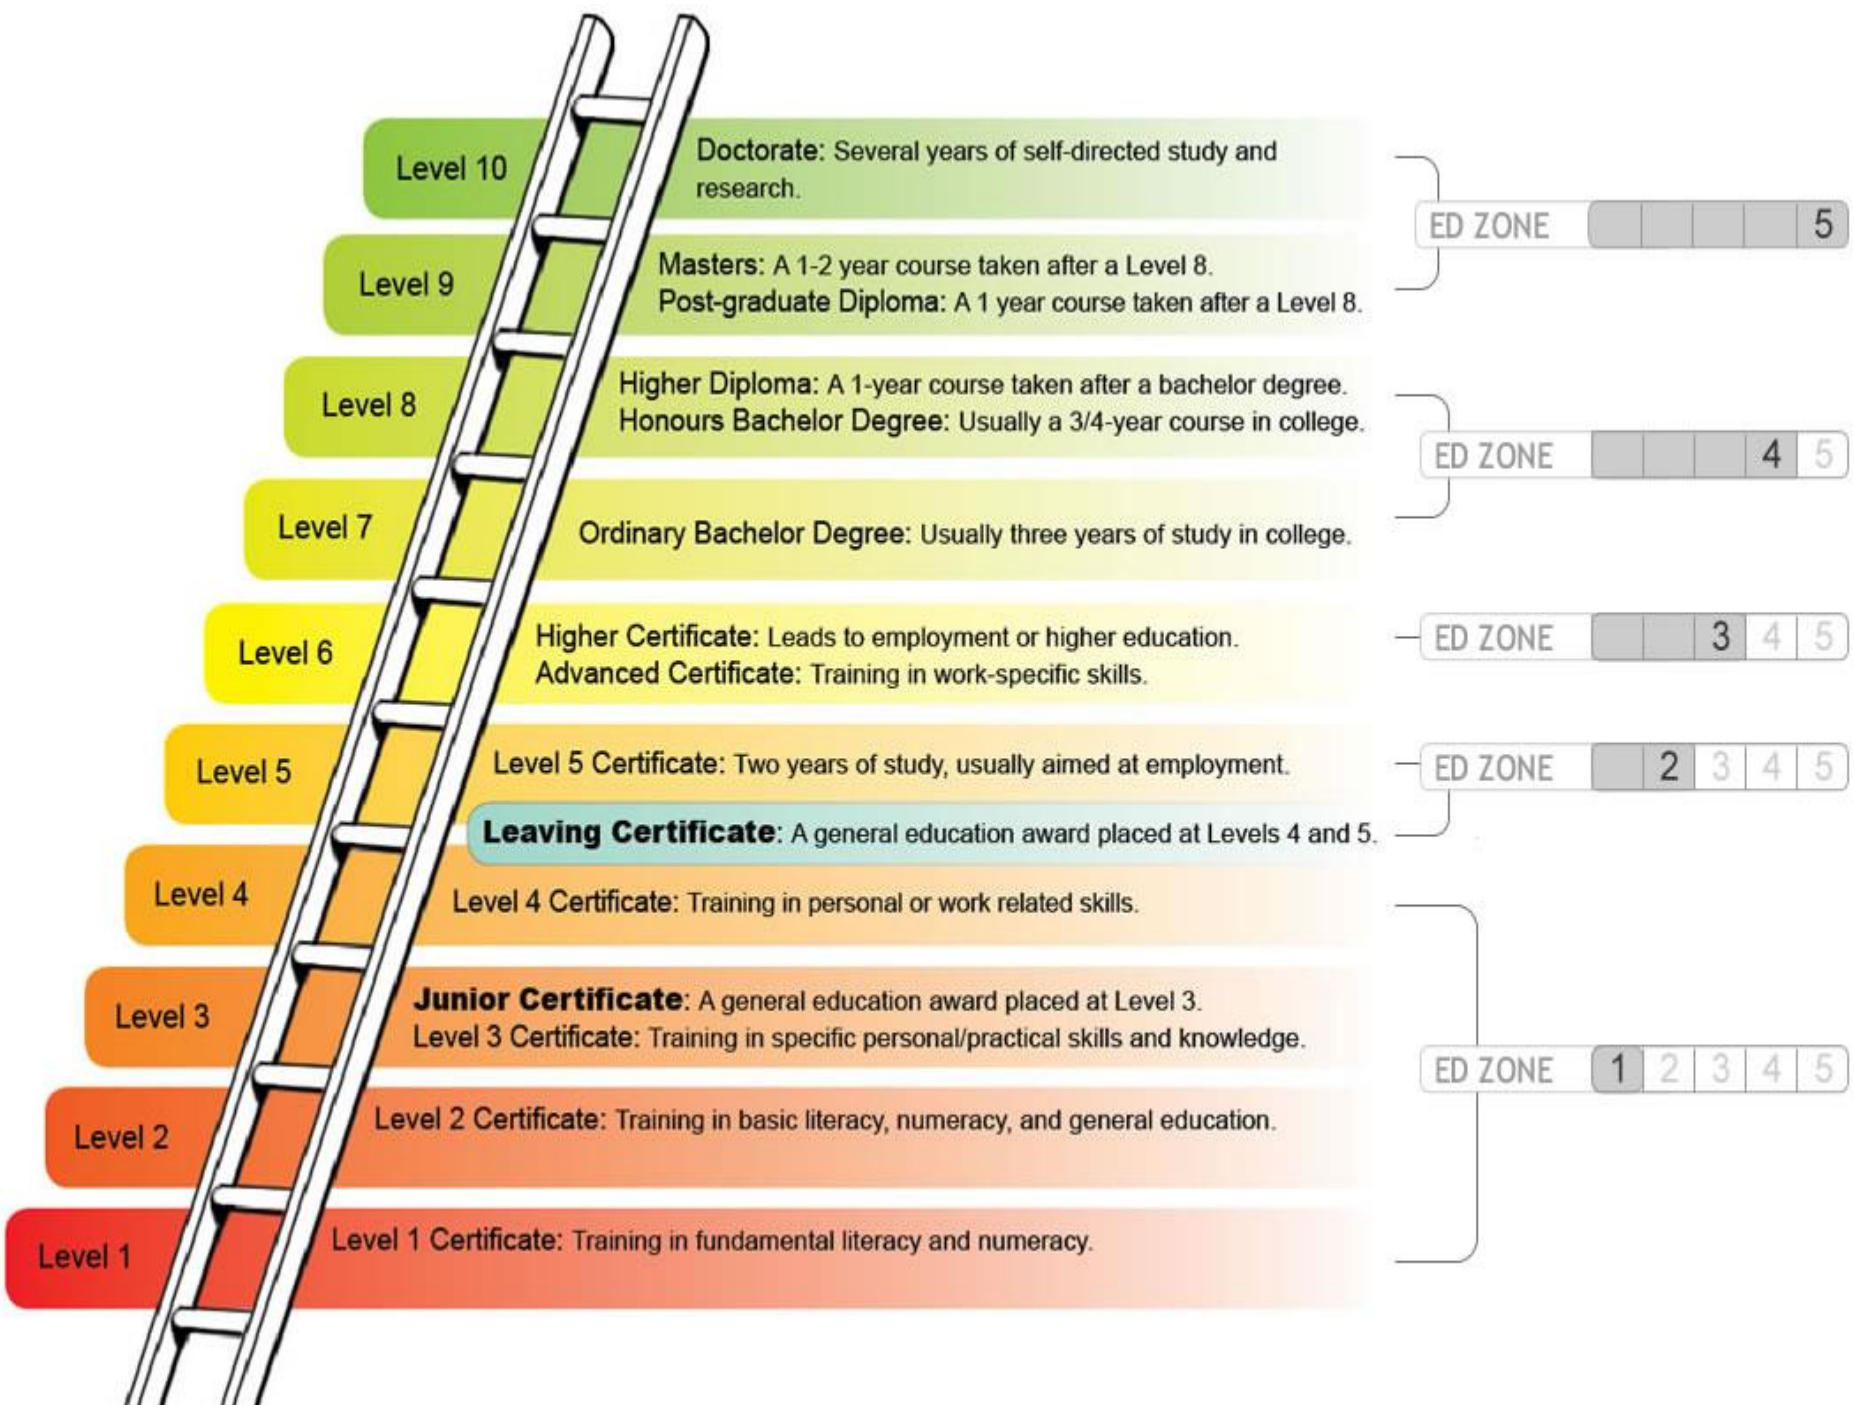 Level 10
Doctorate: Several years of self-directed study and
research.
ED ZONE 5
Level 9
Masters: A 1-2 year course taken after a Level 8.
Post-graduate Diploma: A 1 year course taken after a Level 8.
Level 8
Higher Diploma: A 1-year course taken after a bachelor degree.
Honours Bachelor Degree: Usually a 3/4-year course in college.
ED ZONE 4 5
Level 7
Ordinary Bachelor Degree: Usually three years of study in college.
Level 6
Higher Certificate: Leads to employment or higher education.
Advanced Certificate: Training in work-specific skills.
ED ZONE 3 4 5
Level 5
Level 5 Certificate: Two years of study, usually aimed at employment.
ED ZONE 2 3 4 5
Leaving Certificate: A general education award placed at Levels 4 and 5.
Level 4
Level 4 Certificate: Training in personal or work related skills.
Level 3
Junior Certificate: A general education award placed at Level 3.
Level 3 Certificate: Training in specific personal/practical skills and knowledge.
ED ZONE 1 2 3 4 5
Level 2
Level 2 Certificate: Training in basic literacy, numeracy, and general education.
Level 1
Level 1 Certificate: Training in fundamental literacy and numeracy.